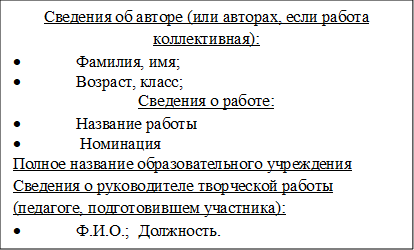 Сведения об авторе (или авторах, если работа
коллективная):
• Фамилия, имя;
• Возраст, класс;
Сведения о работе:
• Название работы
• Номинация
Полное название образовательного учреждения
Сведения о руководителе творческой работы
(педагоге, подготовившем участника):
• Ф.И.О.; Должность.